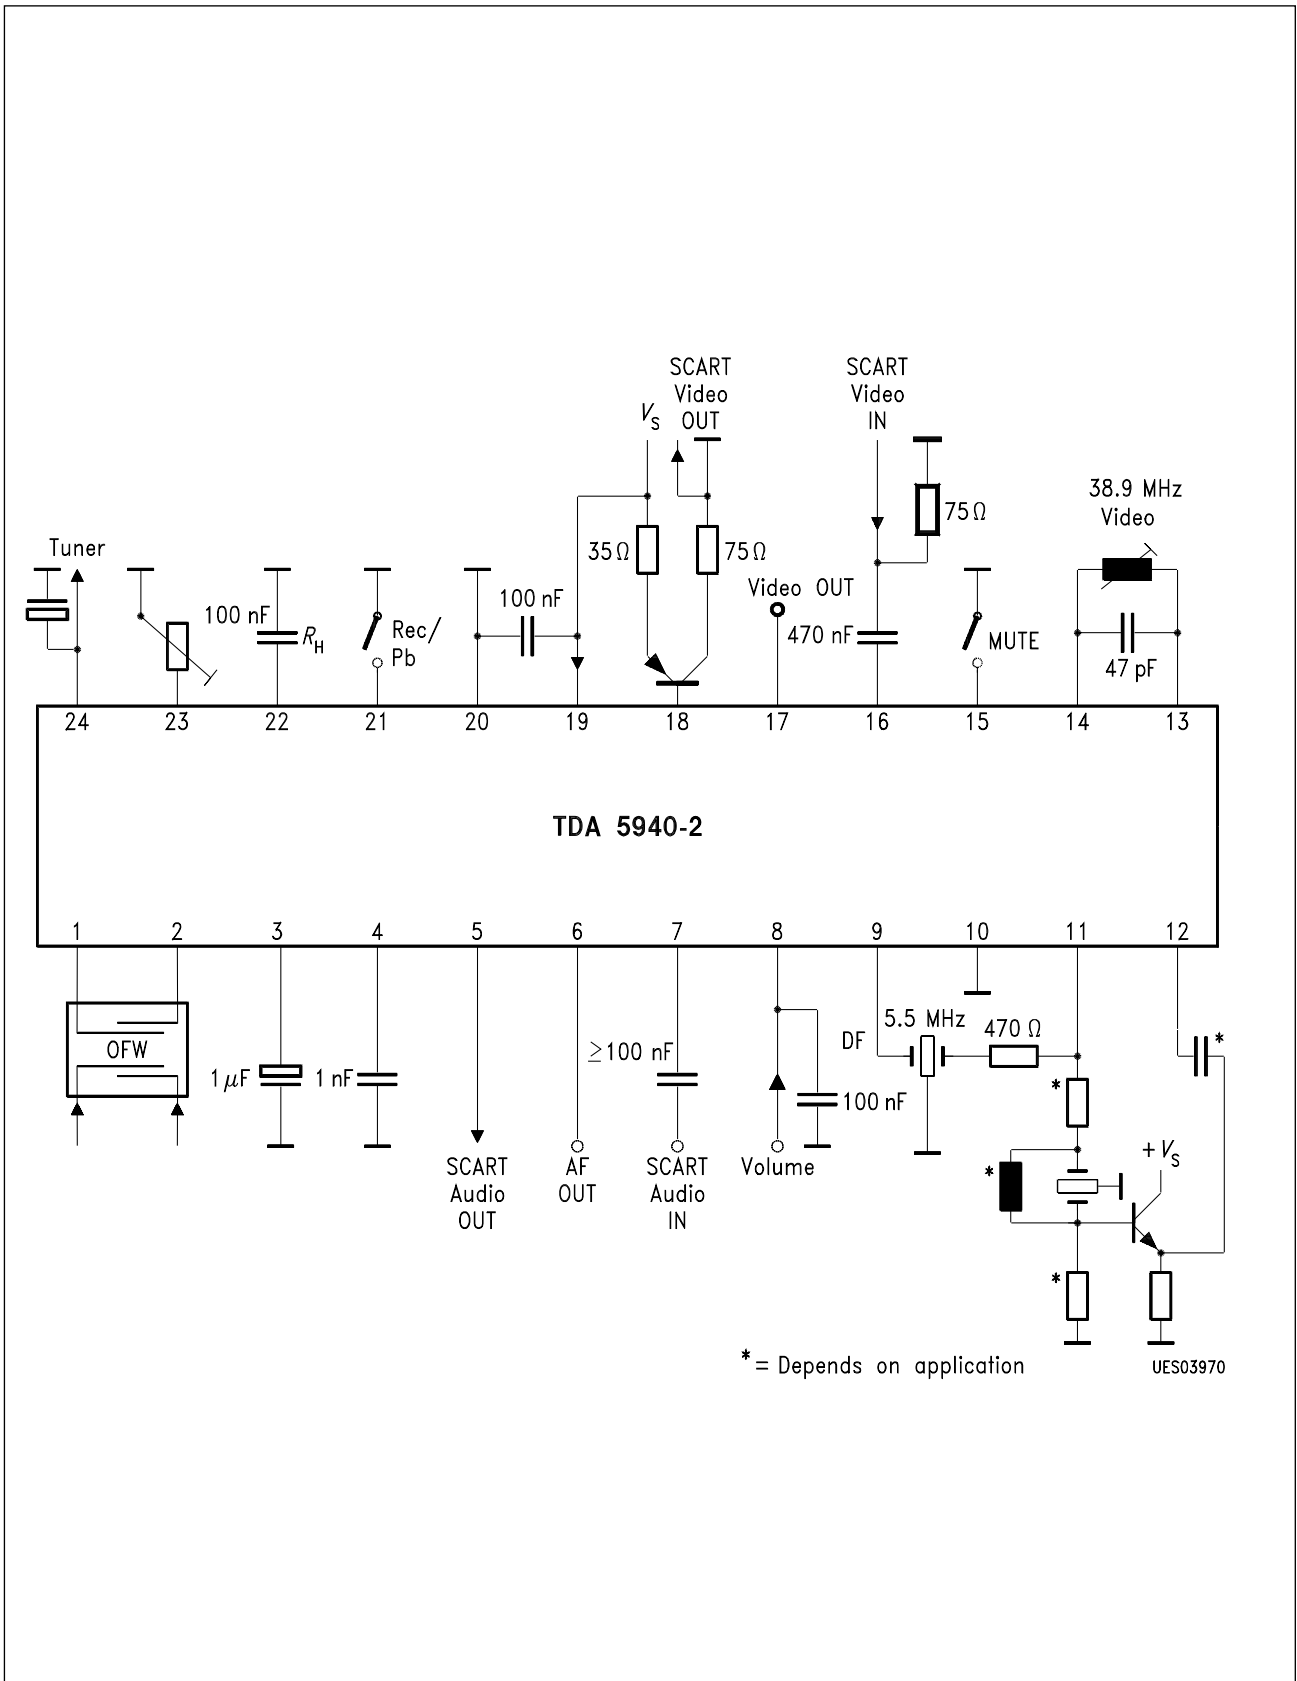 SCART
Video
OUT
V_S
SCART
Video
IN
38.9 MHz
Video
75 Ω
Tuner
35 Ω
75 Ω
100 nF
100 nF
R_H
Rec/
Pb
Video OUT
470 nF
MUTE
47 pF
24 23 22 21 20 19 18 17 16 15 14 13
TDA 5940-2
1 2 3 4 5 6 7 8 9 10 11 12
OFW
1 μF
1 nF
≥100 nF
DF
5.5 MHz
470 Ω
*
*
100 nF
SCART
Audio
OUT
AF
OUT
SCART
Audio
IN
Volume
*
+V_S
*
* = Depends on application
UES03970